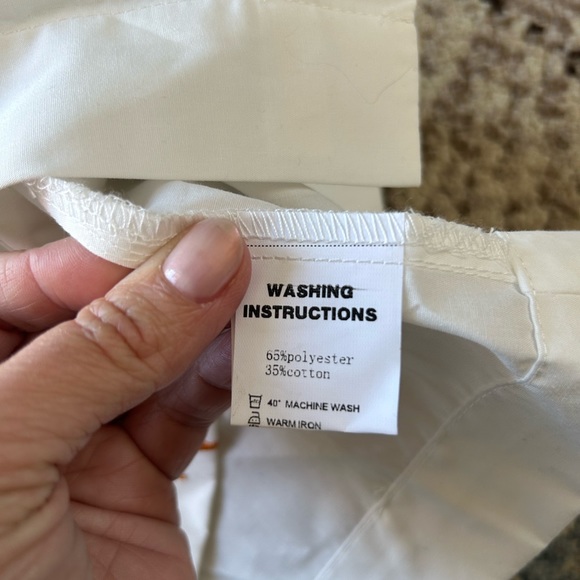 WASHING
INSTRUCTIONS
65%polyester
35%cotton
40° MACHINE WASH
WARM IRON